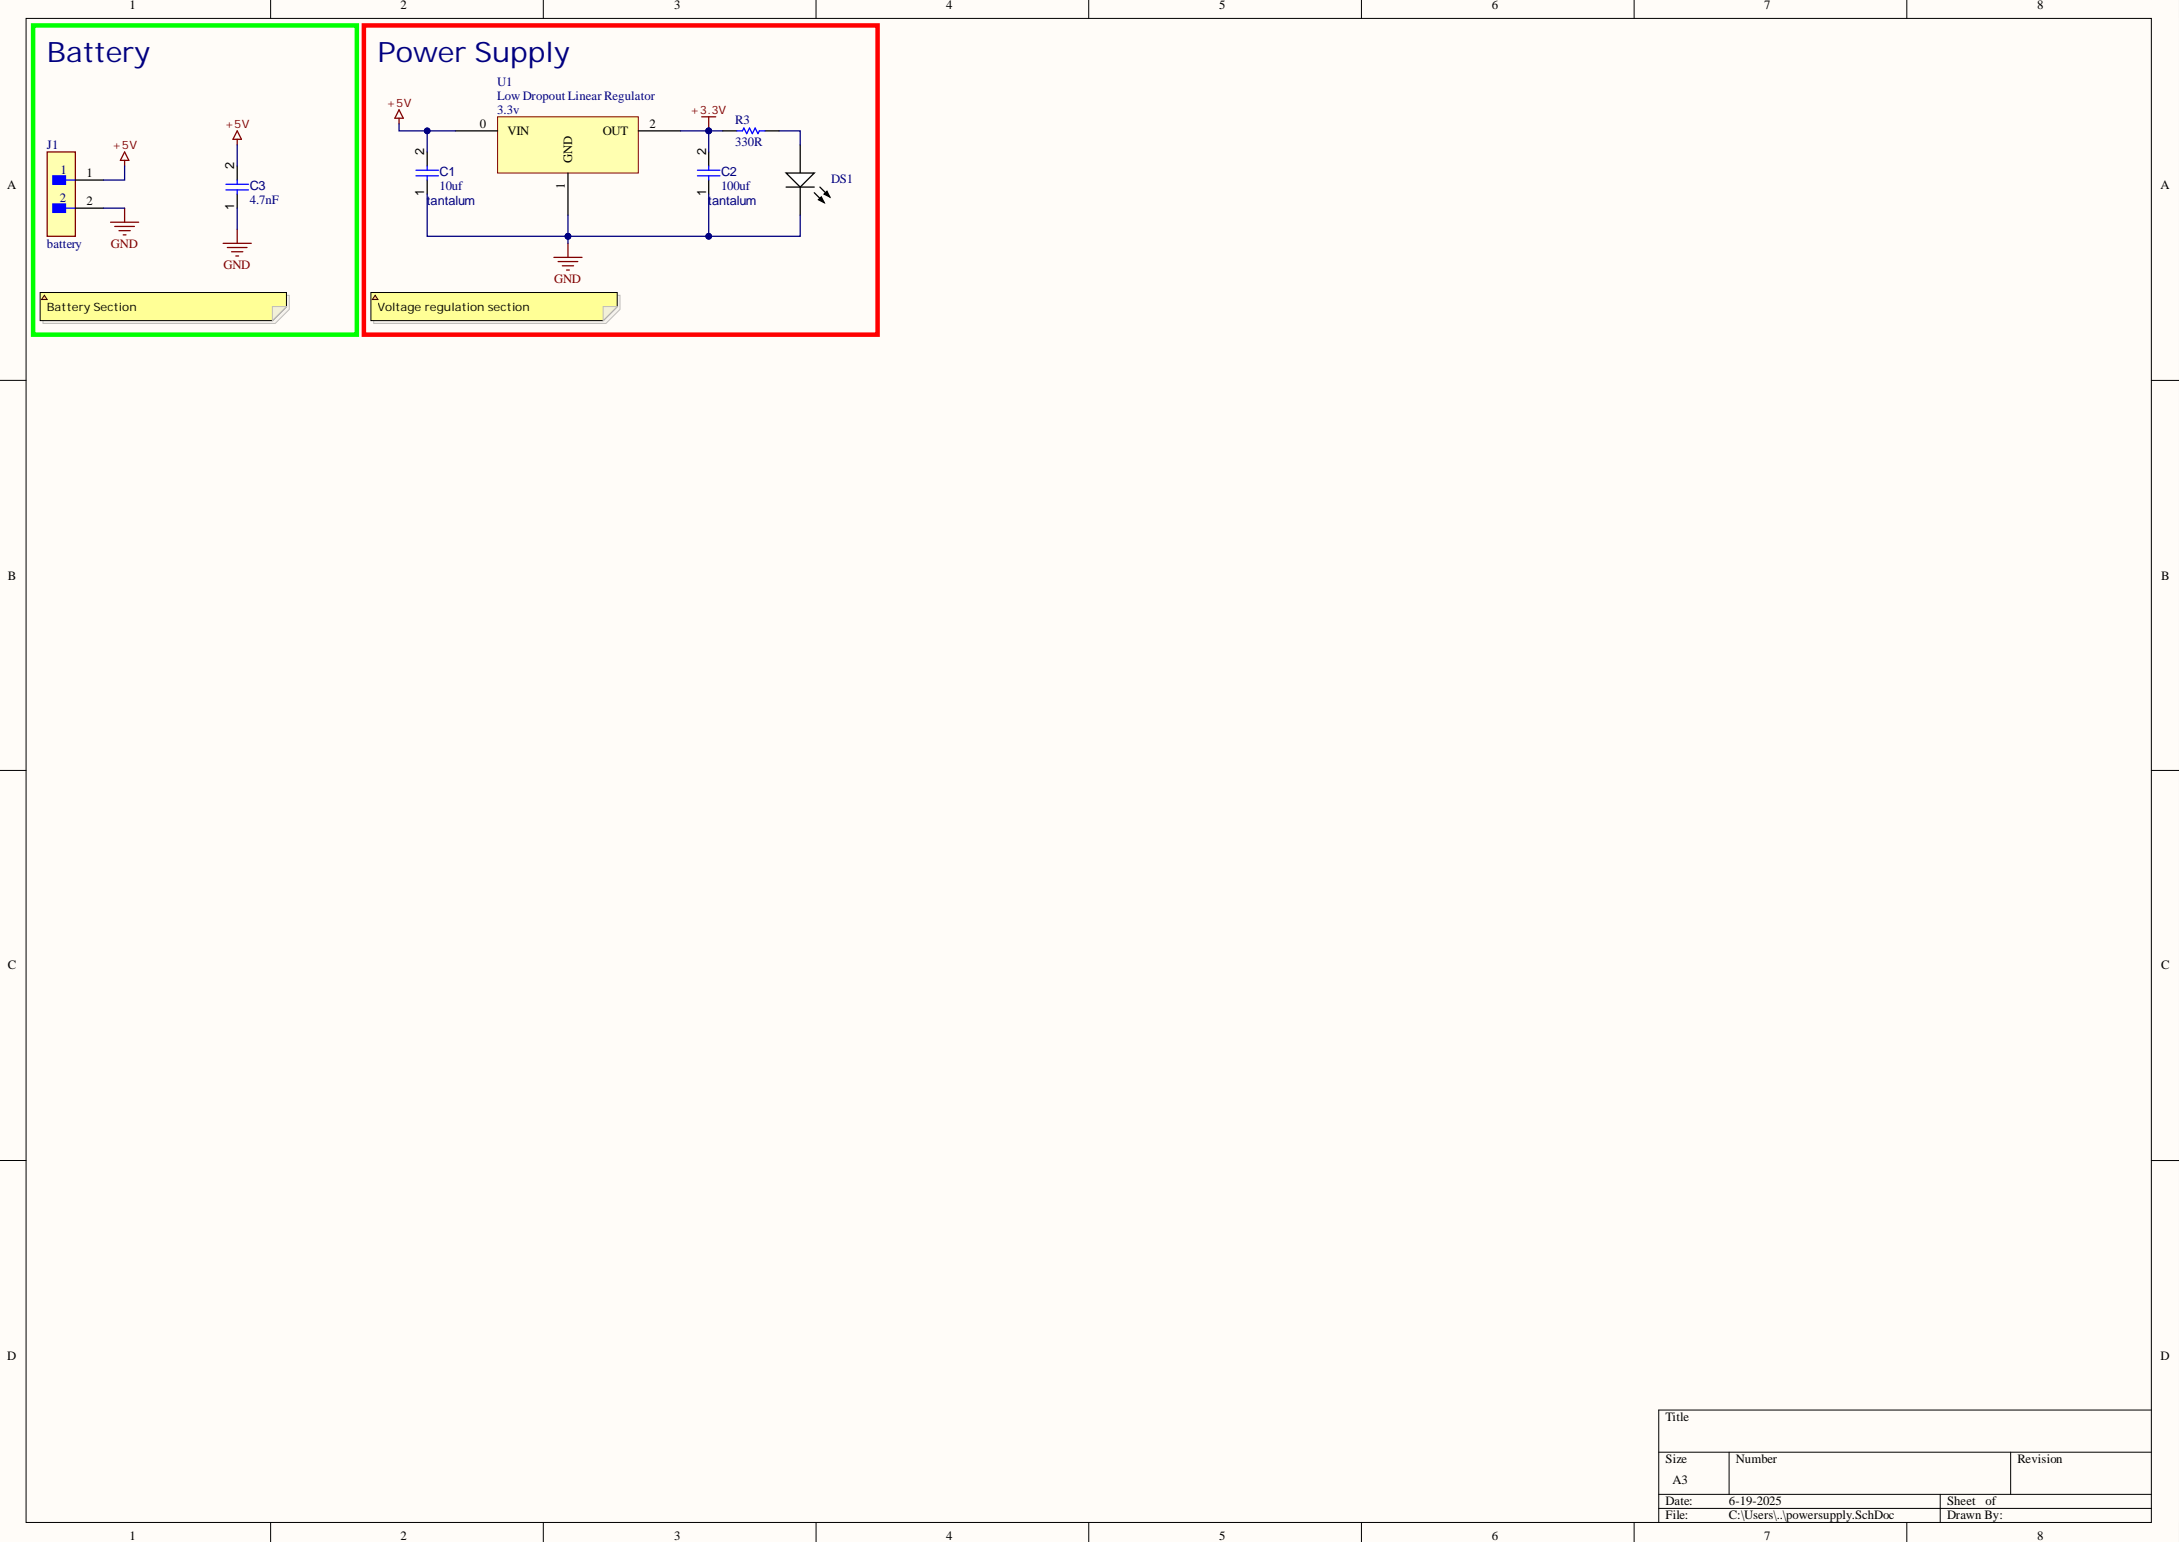 1 2 3 4 5 6 7 8
Battery
J1
1 1
2 2
battery
+5V
GND
+5V
2
C3
4.7nF
1
GND
Battery Section
Power Supply
U1
Low Dropout Linear Regulator
3.3v
+5V
0 VIN OUT 2
GND
1
2
C1
10uf
1
tantalum
+3.3V
R3
330R
2
C2
100uf
1
tantalum
DS1
GND
Voltage regulation section
A A
B B
C C
D D
Title
Size Number Revision
A3
Date: 6-19-2025 Sheet of
File: C:\Users\..\powersupply.SchDoc Drawn By:
1 2 3 4 5 6 7 8